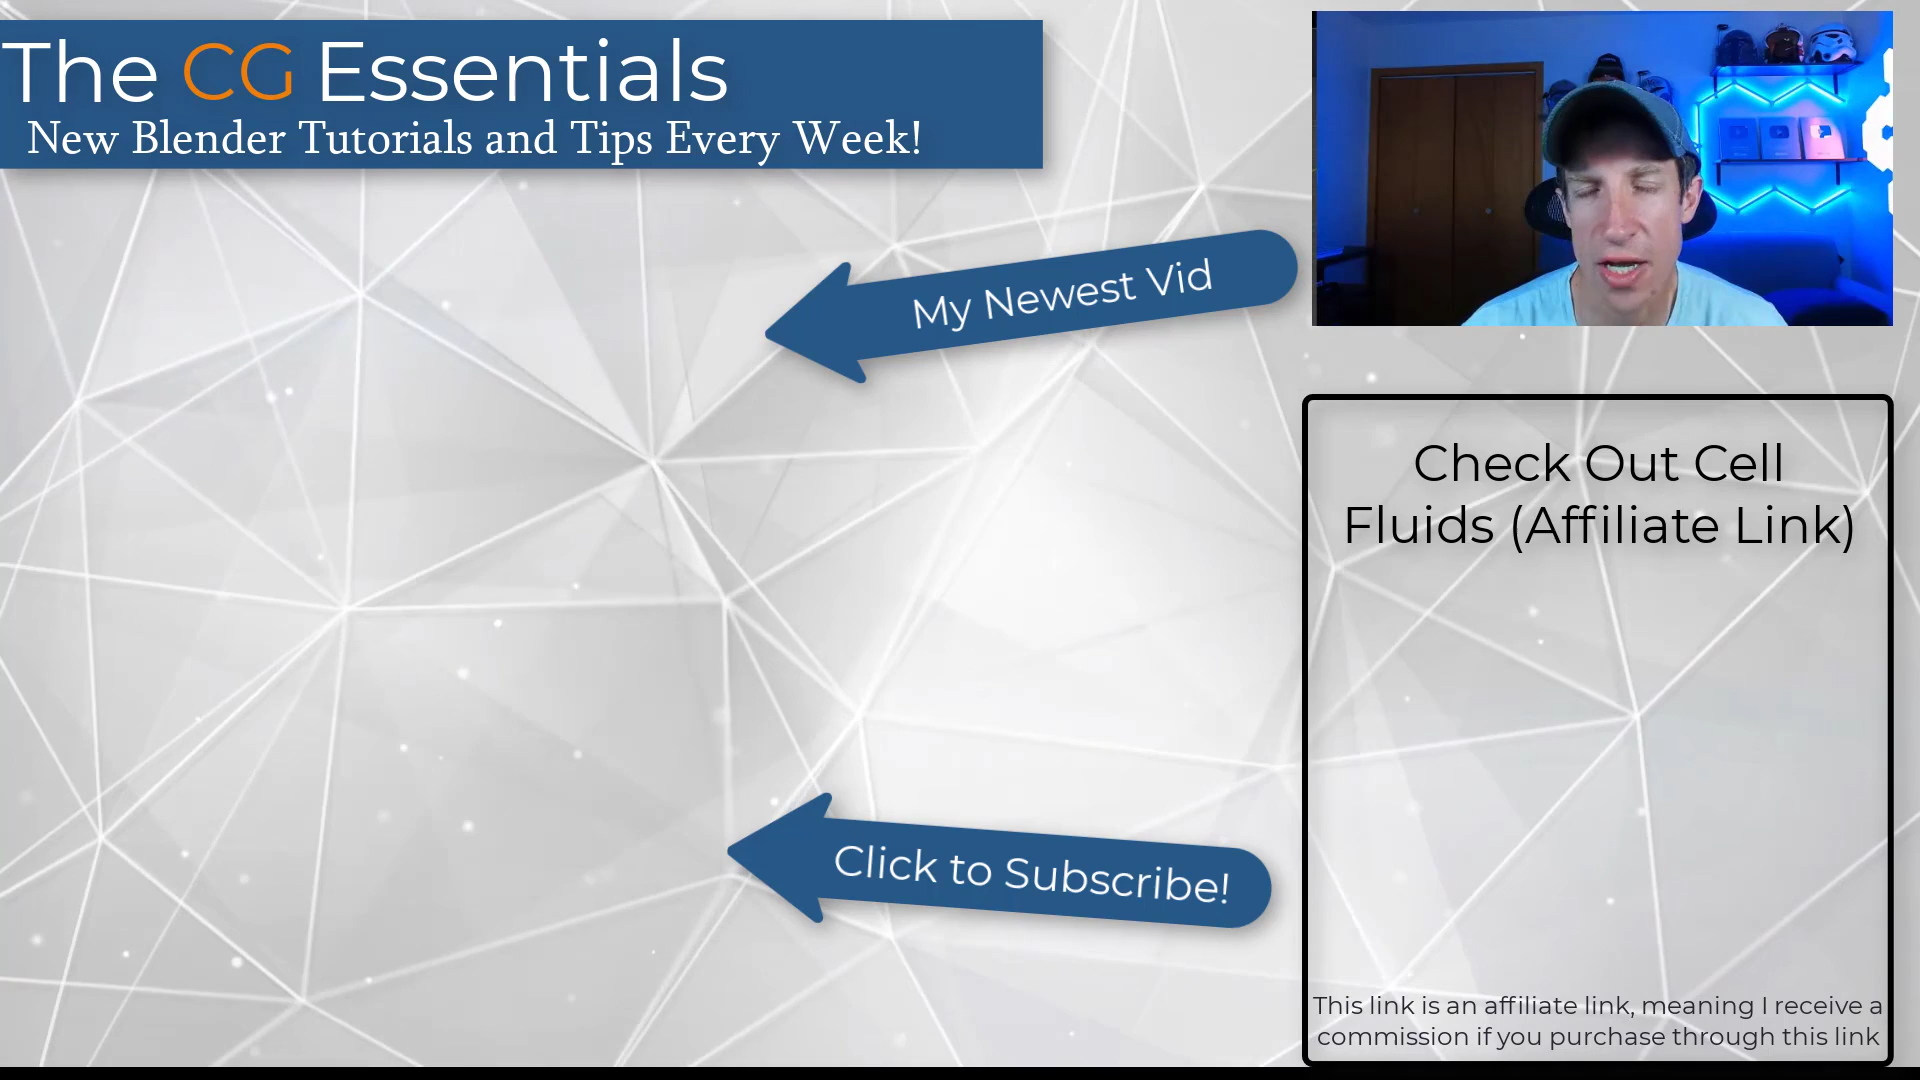 The CG Essentials
New Blender Tutorials and Tips Every Week!
My Newest Vid
Check Out Cell
Fluids (Affiliate Link)
Click to Subscribe!
This link is an affiliate link, meaning I receive a
commission if you purchase through this link